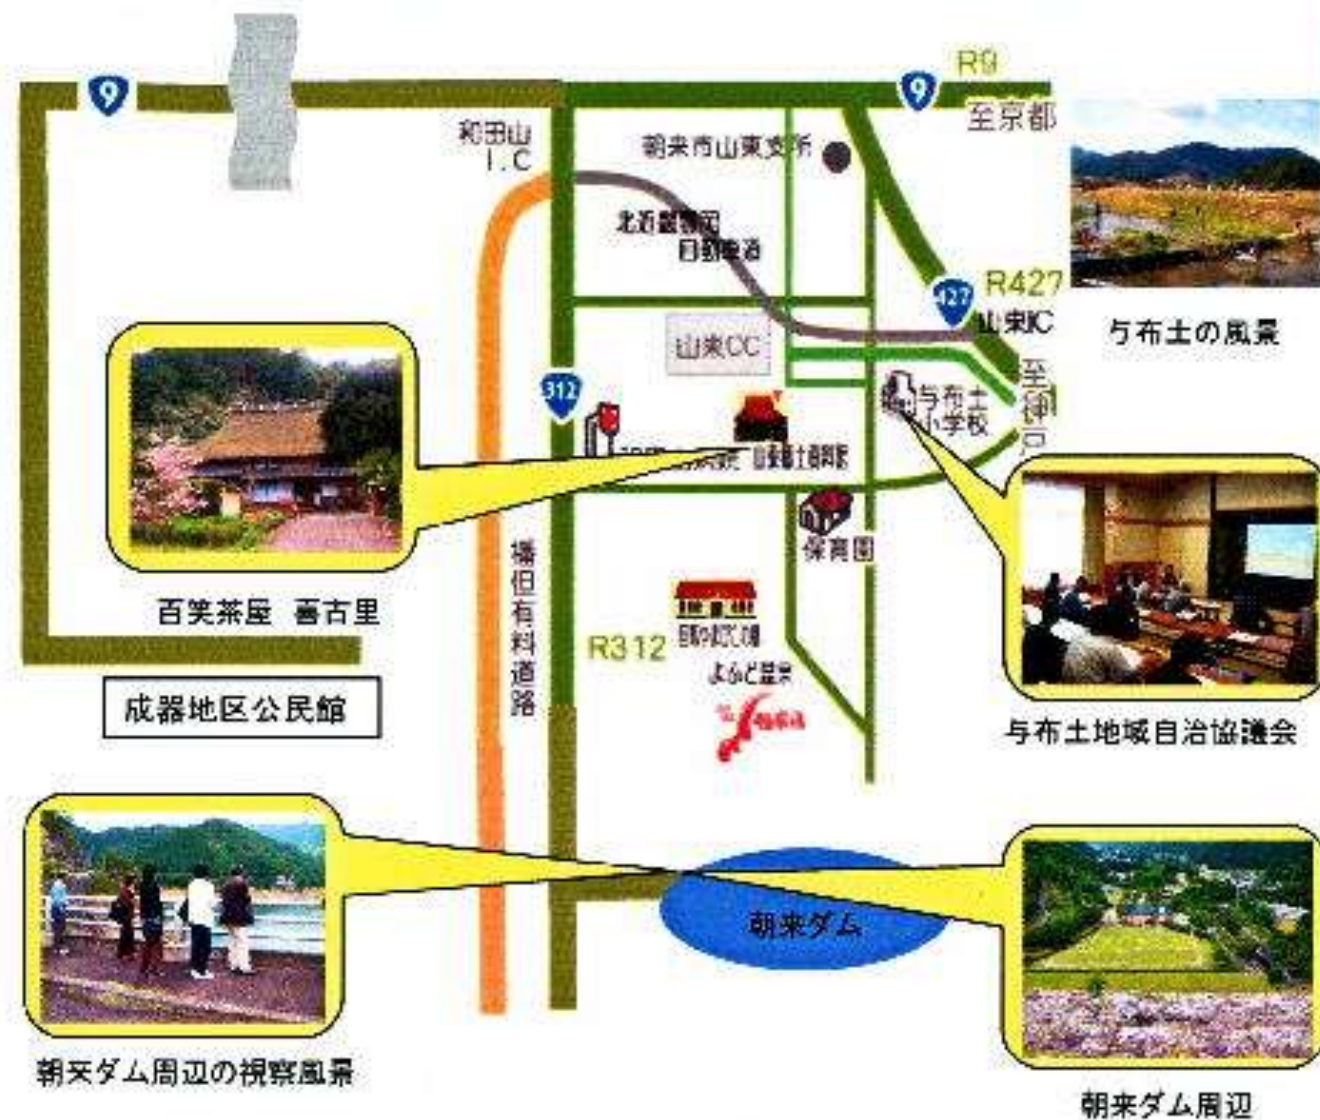 R9
9
9
至京都
和田山
I.C
朝来市山東支所
北近畿豊岡
自動車道
427
R427
山東IC
与布土の風景
山東CC
312
与布土
小学校
保育園
百笑茶屋 喜古里
播但有料道路
R312
よふど温泉
成器地区公民館
与布土地域自治協議会
朝来ダム
朝来ダム周辺の視察風景
朝来ダム周辺